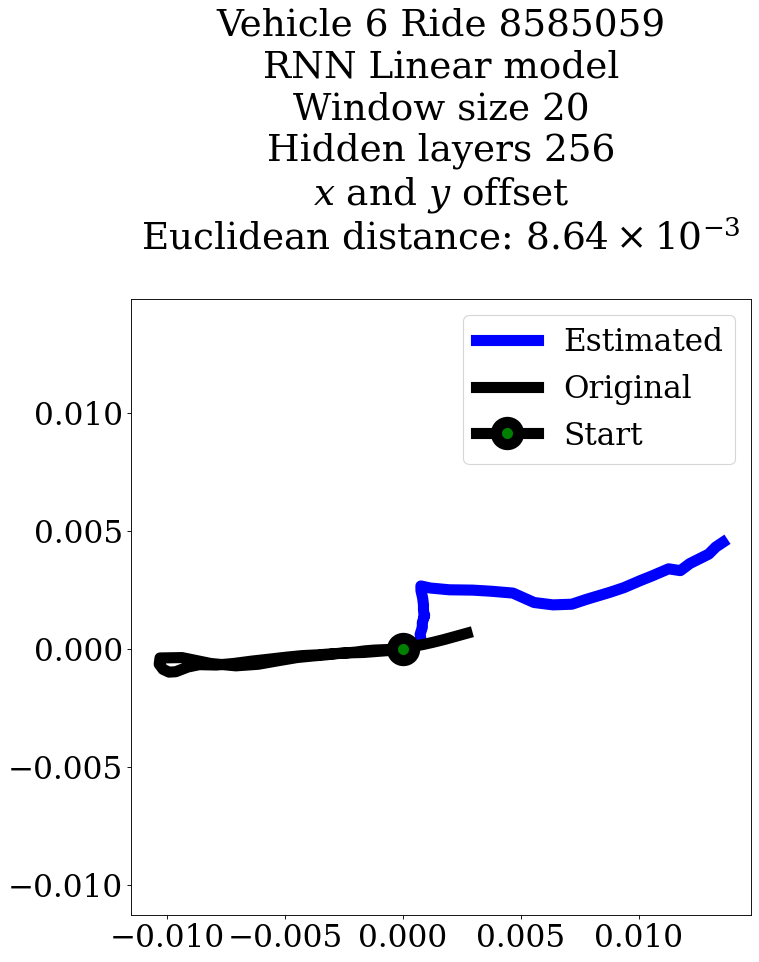 Vehicle 6 Ride 8585059
RNN Linear model
Window size 20
Hidden layers 256
x and y offset
Euclidean distance: 8.64 × 10⁻³
Estimated
Original
Start
0.010
0.005
0.000
−0.005
−0.010
−0.010 −0.005 0.000 0.005 0.010